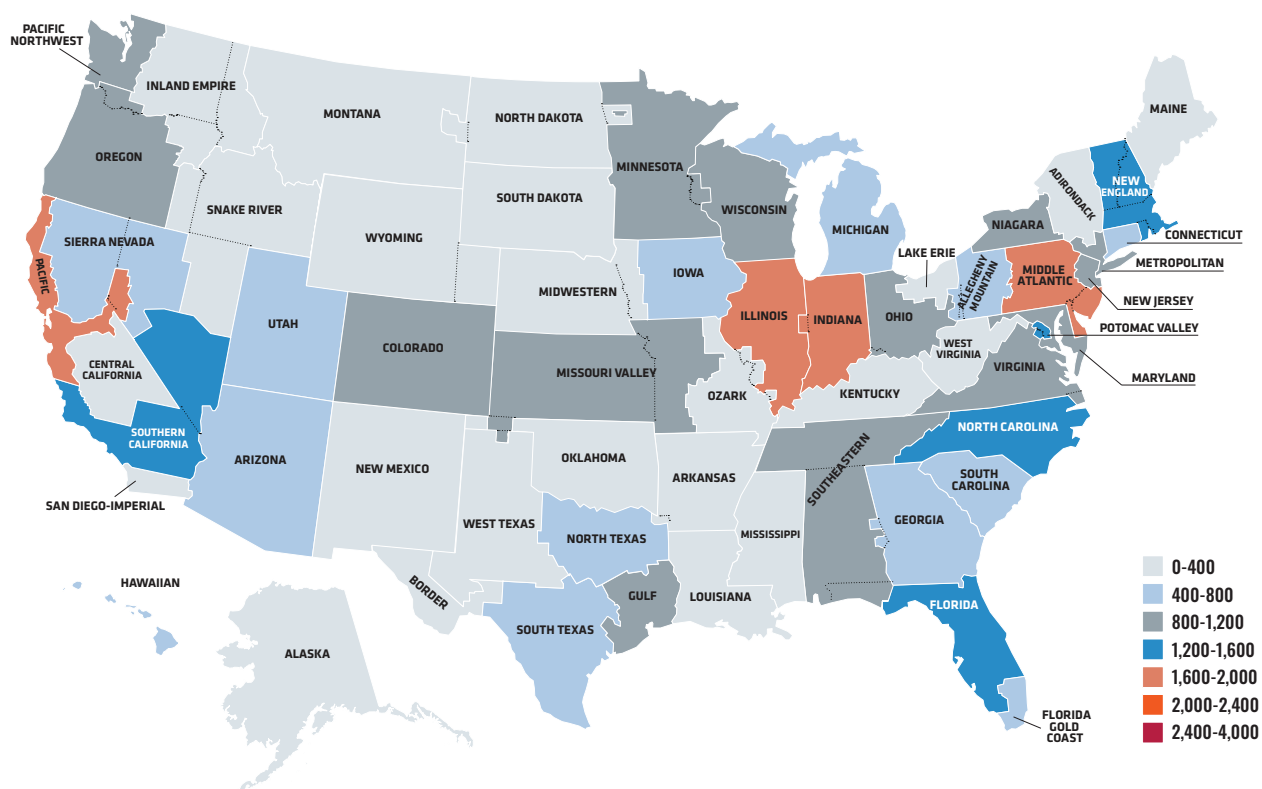 PACIFIC
NORTHWEST
INLAND EMPIRE
MONTANA
NORTH DAKOTA
MINNESOTA
MAINE
OREGON
SNAKE RIVER
SOUTH DAKOTA
WISCONSIN
MICHIGAN
ADIRONDACK
NEW
ENGLAND
NIAGARA
CONNECTICUT
SIERRA NEVADA
WYOMING
PACIFIC
IOWA
LAKE ERIE
ALLEGHENY
MOUNTAIN
MIDDLE
ATLANTIC
METROPOLITAN
MIDWESTERN
NEW JERSEY
UTAH
ILLINOIS
INDIANA
OHIO
POTOMAC VALLEY
COLORADO
WEST
VIRGINIA
CENTRAL
CALIFORNIA
MISSOURI VALLEY
VIRGINIA
MARYLAND
OZARK
KENTUCKY
SOUTHERN
CALIFORNIA
NORTH CAROLINA
ARIZONA
NEW MEXICO
OKLAHOMA
ARKANSAS
SOUTHEASTERN
SOUTH
CAROLINA
SAN DIEGO-IMPERIAL
WEST TEXAS
NORTH TEXAS
MISSISSIPPI
GEORGIA
HAWAIIAN
BORDER
GULF
LOUISIANA
FLORIDA
SOUTH TEXAS
ALASKA
FLORIDA
GOLD
COAST
0-400
400-800
800-1,200
1,200-1,600
1,600-2,000
2,000-2,400
2,400-4,000